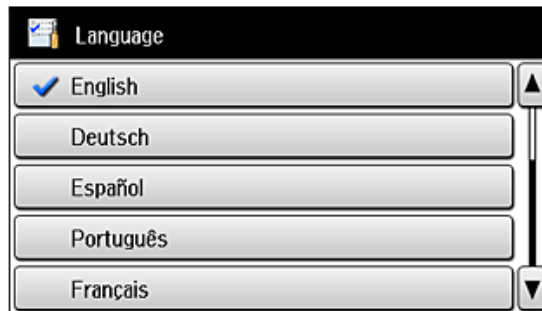 Language
English
Deutsch
Español
Português
Français